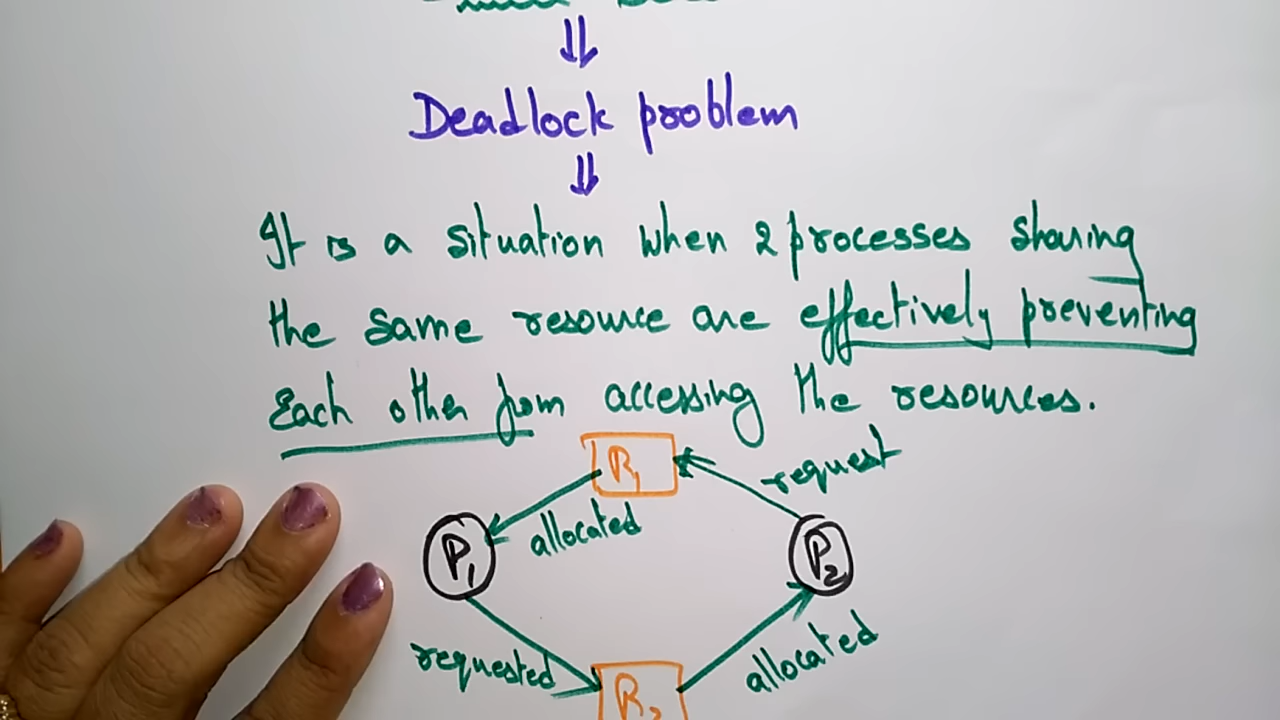 ⇓
Deadlock problem
⇓
It is a situation when 2 processes sharing
the same resource are effectively preventing
Each other from accessing the resources.
R1
request
allocated
P1
P2
requested
allocated
R2